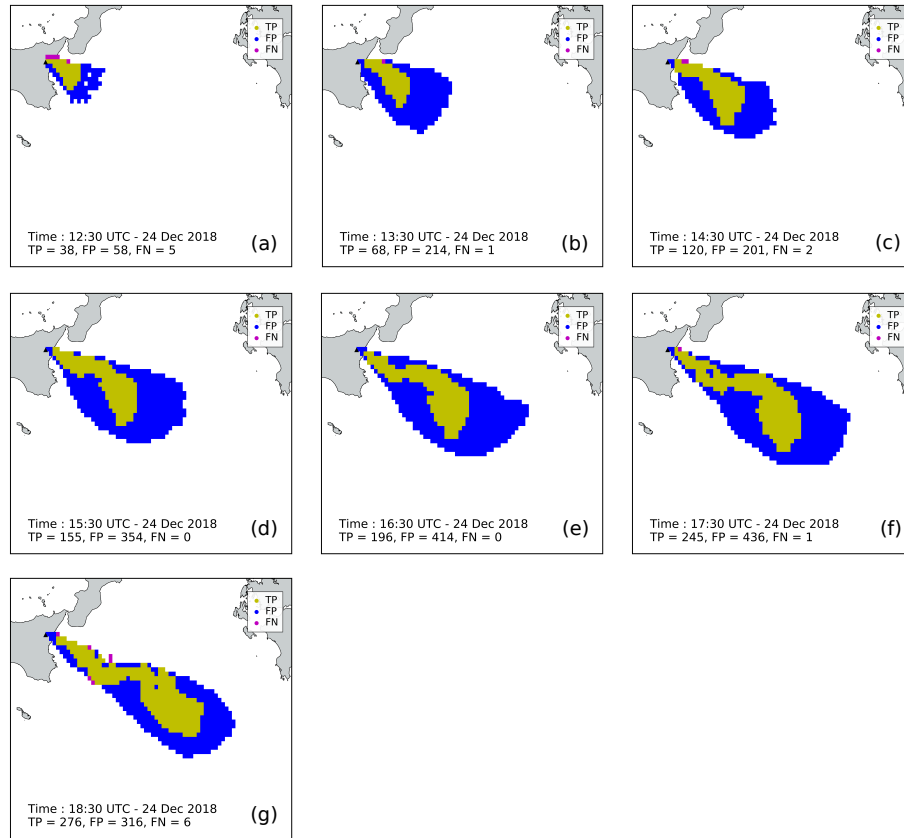 TP
FP
FN
Time : 12:30 UTC - 24 Dec 2018
TP = 38, FP = 58, FN = 5
(a)
TP
FP
FN
Time : 13:30 UTC - 24 Dec 2018
TP = 68, FP = 214, FN = 1
(b)
TP
FP
FN
Time : 14:30 UTC - 24 Dec 2018
TP = 120, FP = 201, FN = 2
(c)
TP
FP
FN
Time : 15:30 UTC - 24 Dec 2018
TP = 155, FP = 354, FN = 0
(d)
TP
FP
FN
Time : 16:30 UTC - 24 Dec 2018
TP = 196, FP = 414, FN = 0
(e)
TP
FP
FN
Time : 17:30 UTC - 24 Dec 2018
TP = 245, FP = 436, FN = 1
(f)
TP
FP
FN
Time : 18:30 UTC - 24 Dec 2018
TP = 276, FP = 316, FN = 6
(g)